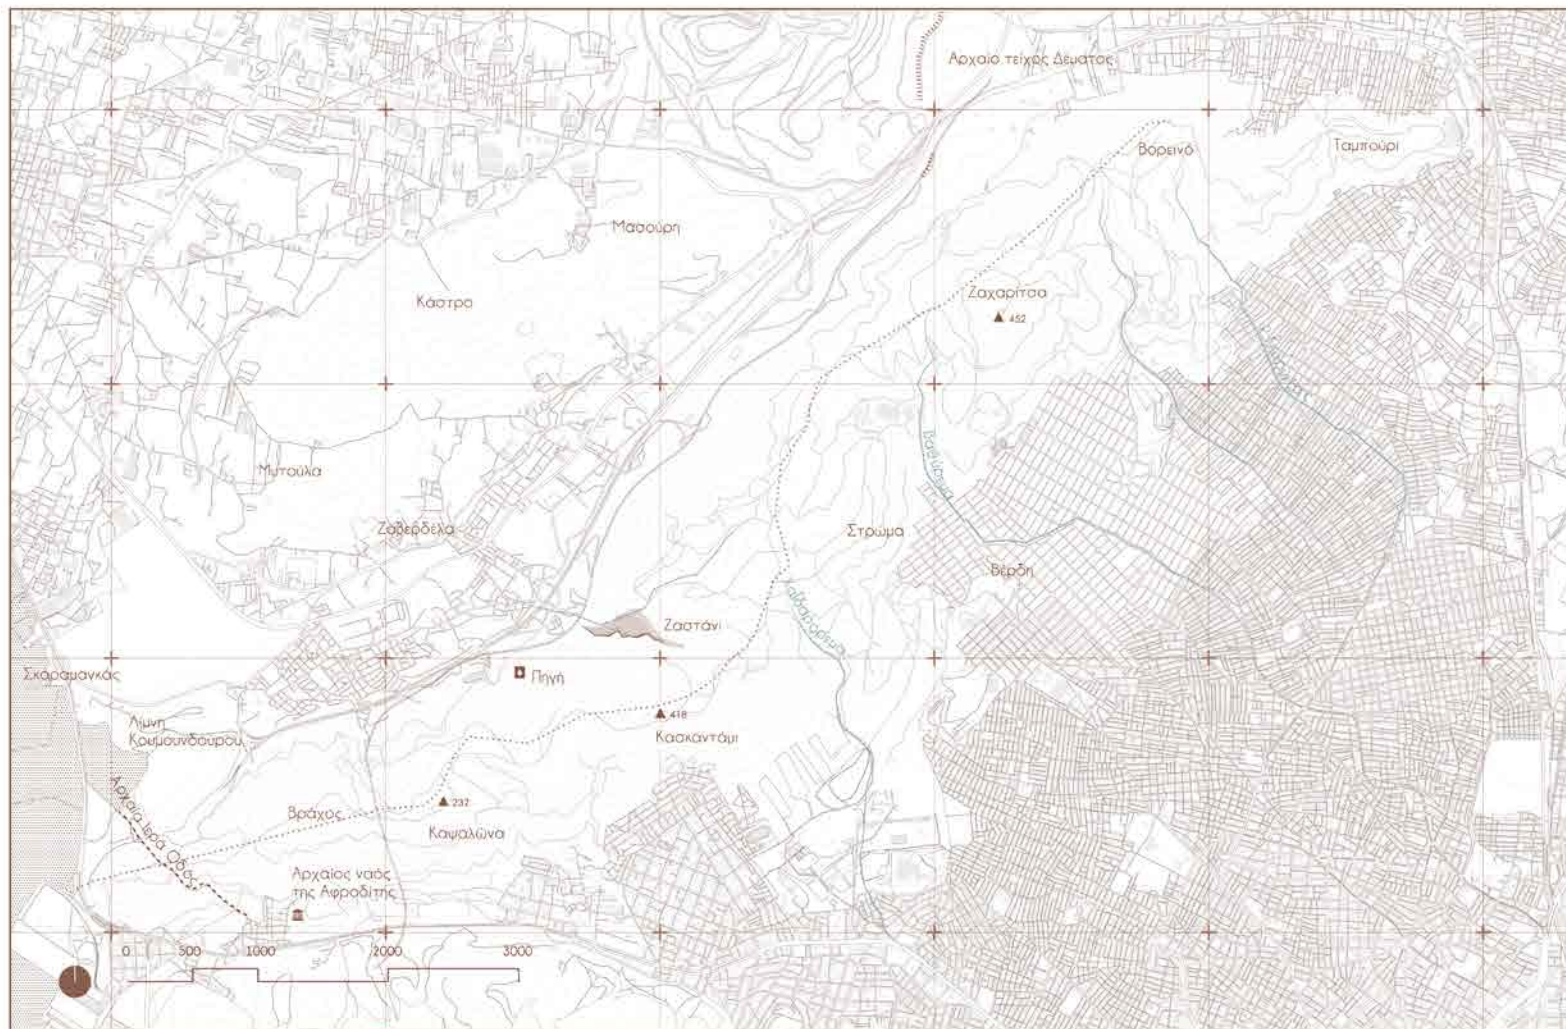 Αρχαίο τείχος Δέματος
Βορεινό
Ταμπούρι
Μασούρη
Κάστρο
Ζαχαρίτσα
452
Μυτούλα
Ζαβερδέλα
Στρώμα
Βέρδη
Ζαστάνι
Σκαραμανκάς
Πηγή
Λίμνη
Κουμουνδούρου
418
Κασκαντάμι
Αρχαία Ιερά Οδός
Βράχος
232
Καψαλώνα
Αρχαίος ναός
της Αφροδίτης
0 500 1000 2000 3000